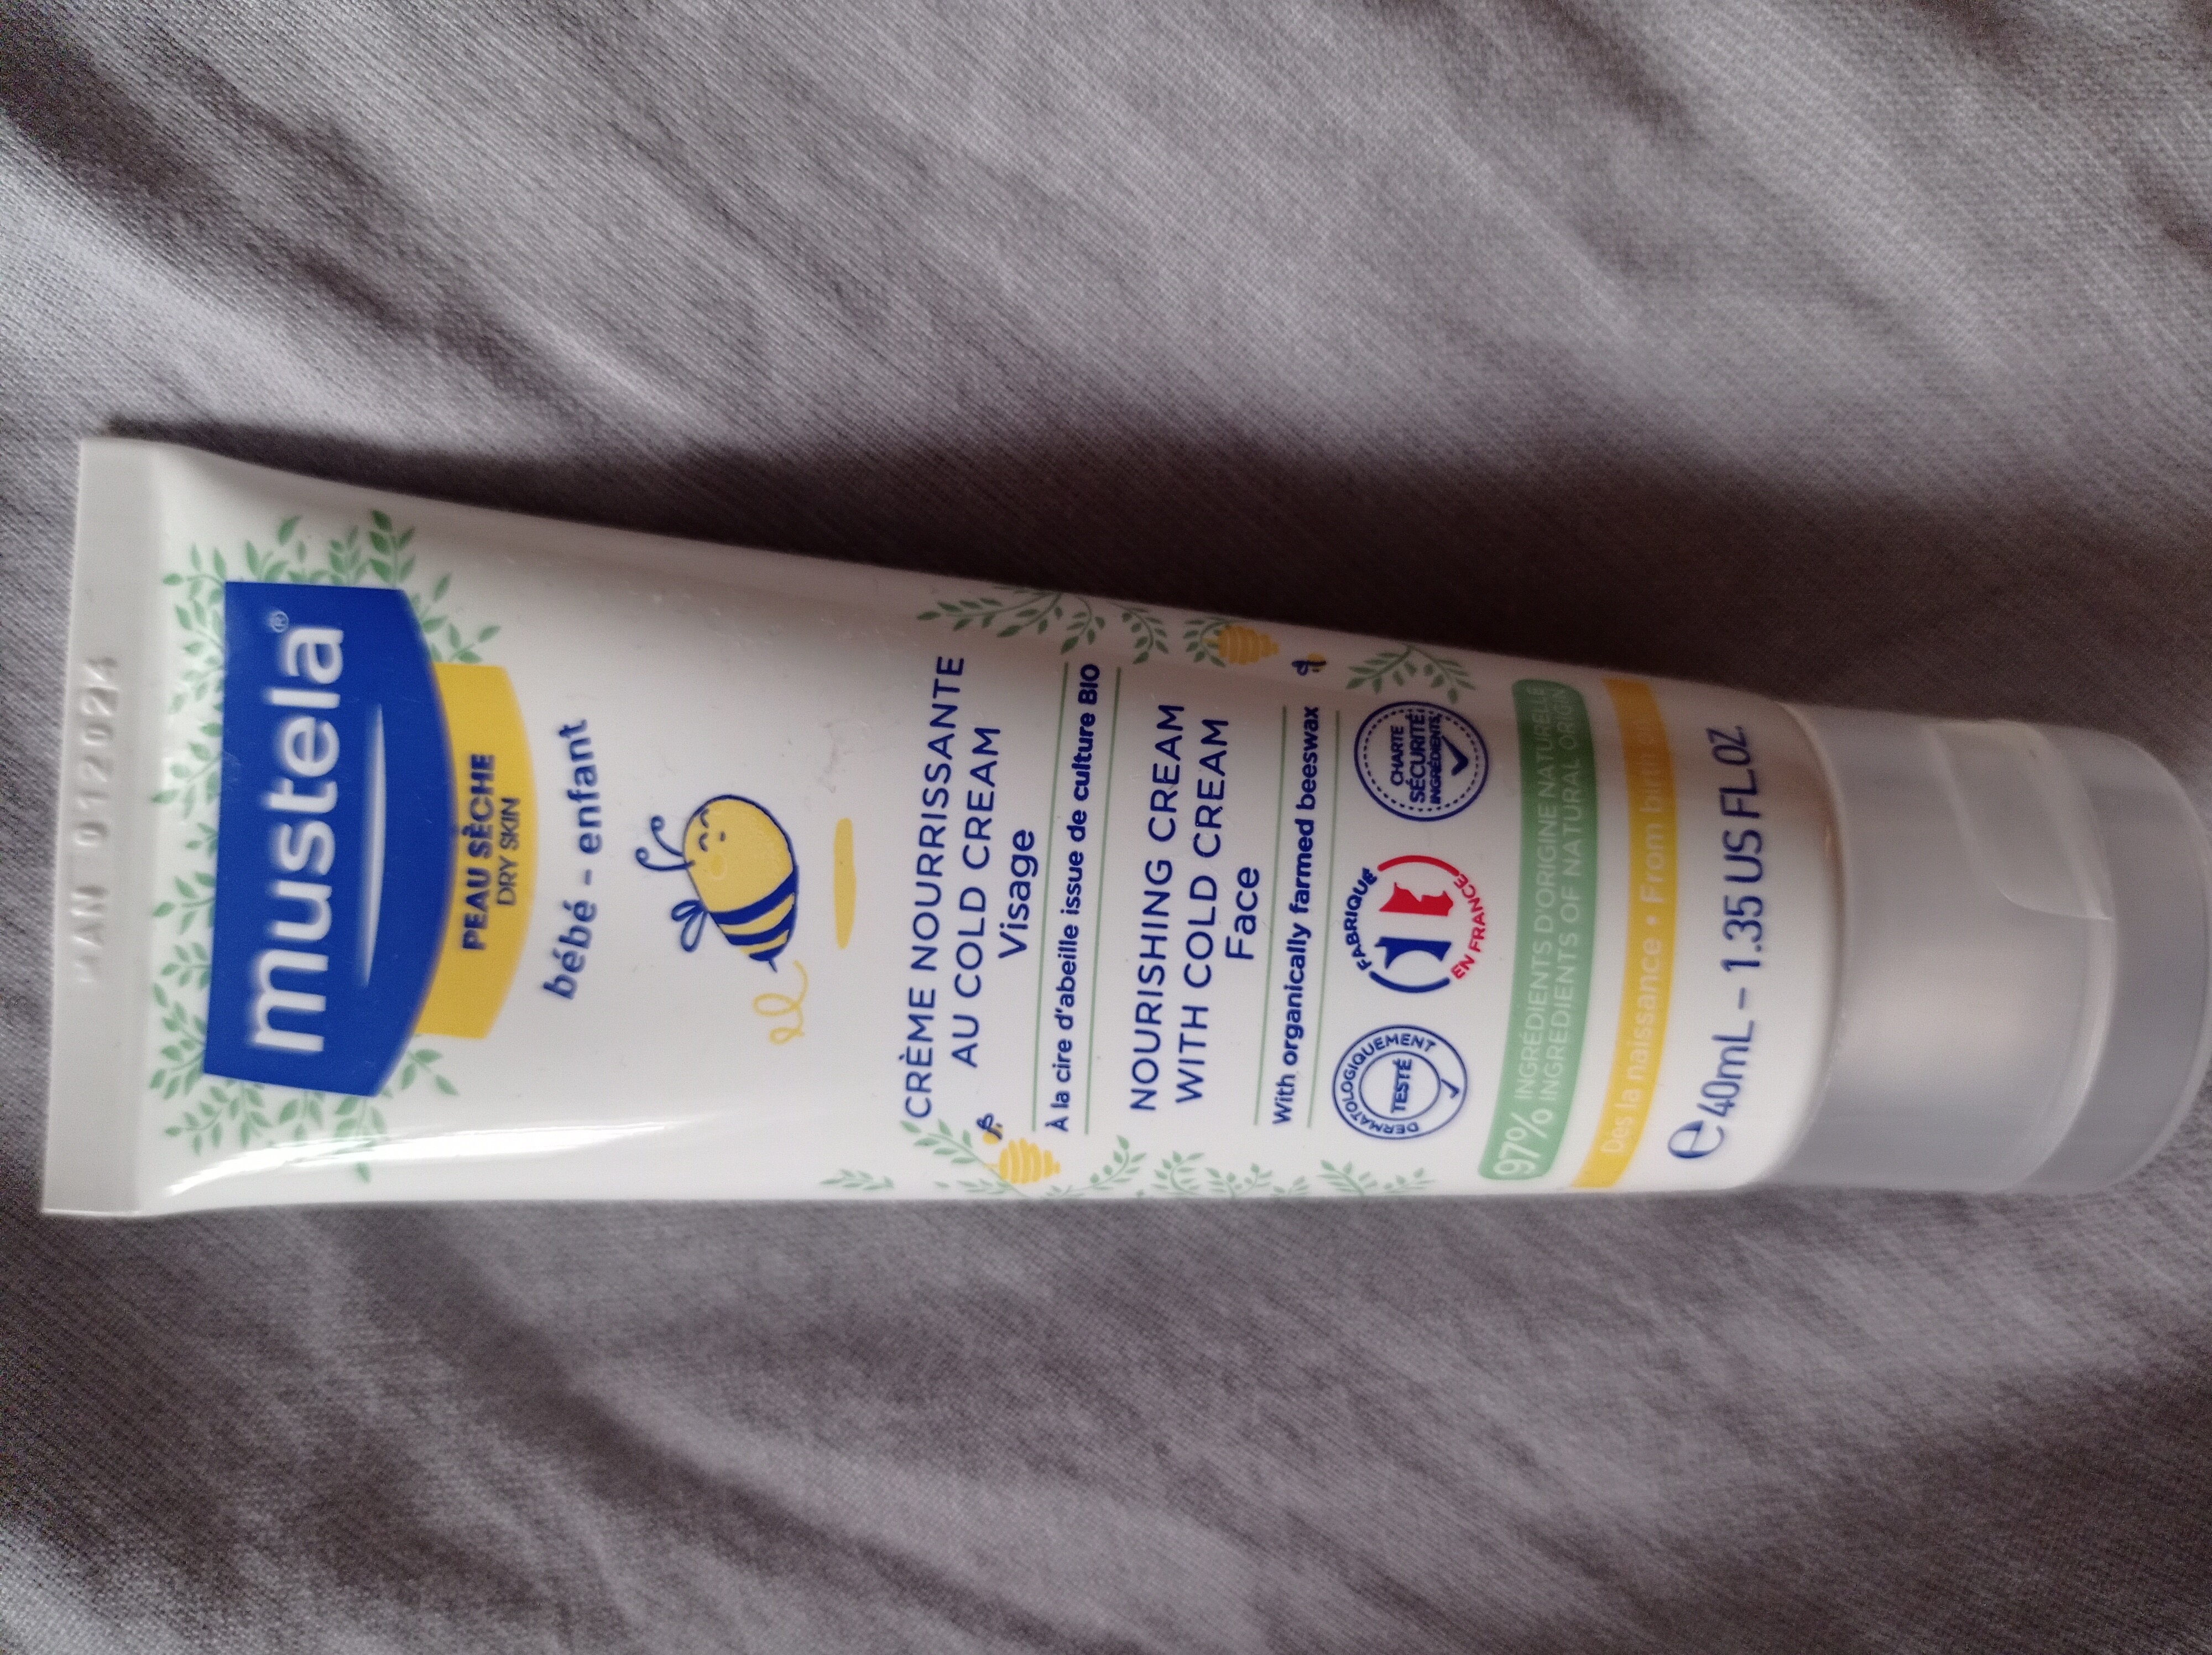 012024
mustela®
PEAU SÈCHE
DRY SKIN
bébé - enfant
CRÈME NOURRISSANTE
AU COLD CREAM
Visage
À la cire d'abeille issue de culture BIO
NOURISHING CREAM
WITH COLD CREAM
Face
With organically farmed beeswax
DERMATOLOGIQUEMENT
TESTÉ
FABRIQUÉ
EN FRANCE
CHARTE
SÉCURITÉ
INGRÉDIENTS
97% INGRÉDIENTS D'ORIGINE NATURELLE
INGREDIENTS OF NATURAL ORIGIN
Dès la naissance • From birth on
e 40mL – 1.35 US FL.OZ.